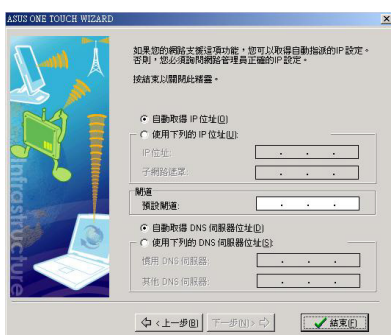 ASUS ONE TOUCH WIZARD
如果您的網路支援這項功能，您可以取得自動指派的IP設定。
否則，您必須詢問網路管理員正確的IP設定。
按結束以關閉此精靈。
自動取得 IP 位址(O)
使用下列的 IP 位址(U):
IP 位址:
子網路遮罩:
閘道
預設閘道:
自動取得 DNS 伺服器位址(D)
使用下列的 DNS 伺服器位址(S):
慣用 DNS 伺服器:
其他 DNS 伺服器:
<上一步(B)
下一步(N)>
結束(F)
Infrastructure